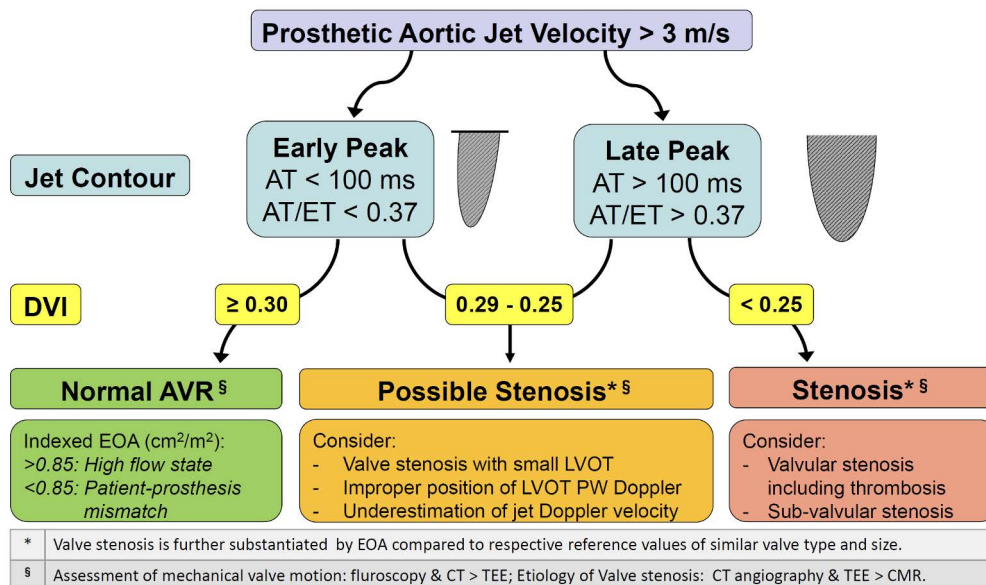 Prosthetic Aortic Jet Velocity > 3 m/s
Jet Contour
Early Peak
AT < 100 ms
AT/ET < 0.37
Late Peak
AT > 100 ms
AT/ET > 0.37
DVI
≥ 0.30
0.29 - 0.25
< 0.25
Normal AVR §
Possible Stenosis* §
Stenosis* §
Indexed EOA (cm²/m²):
>0.85: High flow state
<0.85: Patient-prosthesis
mismatch
Consider:
- Valve stenosis with small LVOT
- Improper position of LVOT PW Doppler
- Underestimation of jet Doppler velocity
Consider:
- Valvular stenosis
including thrombosis
- Sub-valvular stenosis
* Valve stenosis is further substantiated by EOA compared to respective reference values of similar valve type and size.
§ Assessment of mechanical valve motion: fluroscopy & CT > TEE; Etiology of Valve stenosis: CT angiography & TEE > CMR.